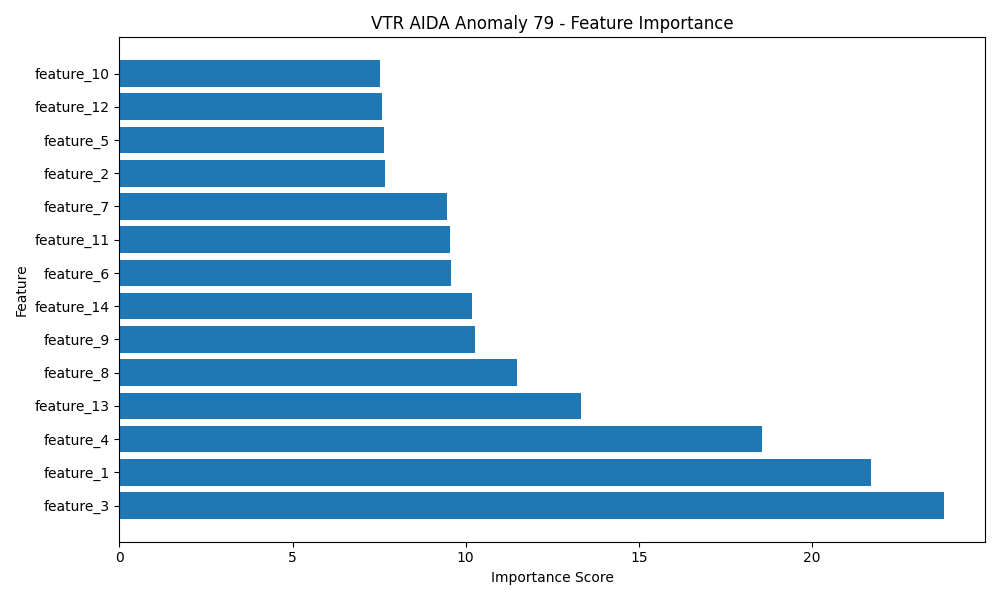 VTR AIDA Anomaly 79 - Feature Importance
feature_10
feature_12
feature_5
feature_2
feature_7
feature_11
feature_6
feature_14
feature_9
feature_8
feature_13
feature_4
feature_1
feature_3
Feature
0 5 10 15 20
Importance Score